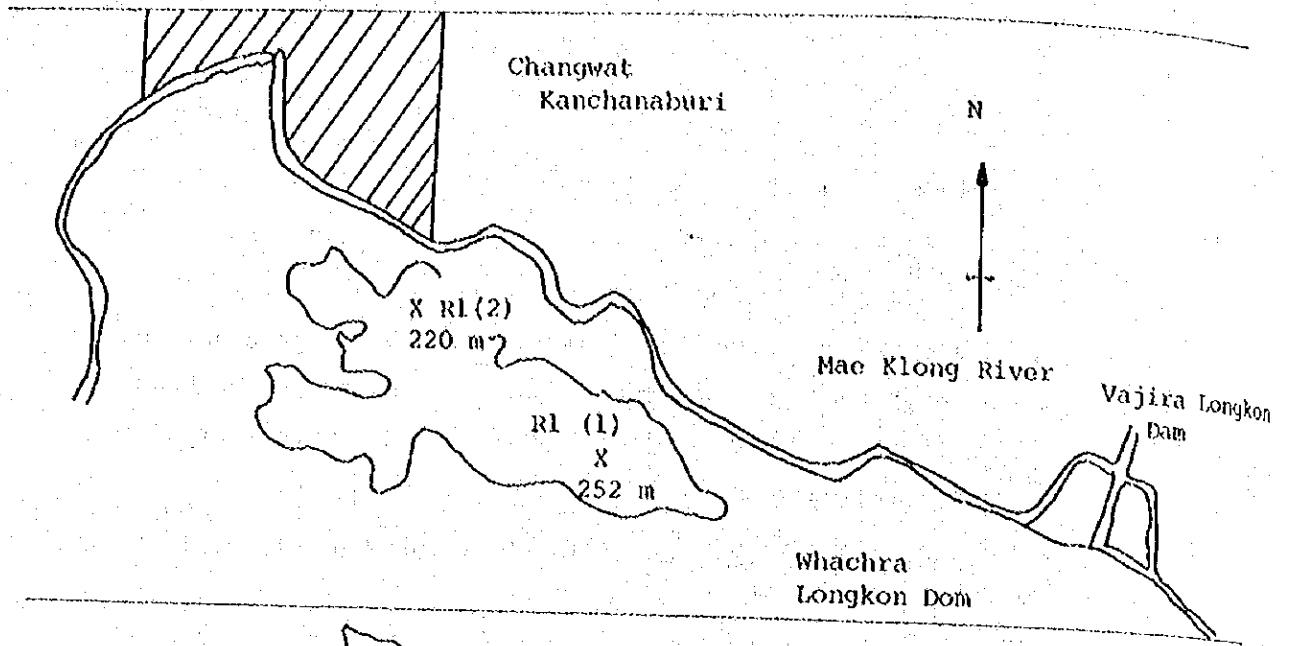 Changwat
Kanchanaburi
N
X Rl(2)
220 m
Mae Klong River
Vajira Longkon
Dam
Rl (1)
X
252 m
Whachra
Longkon Dom